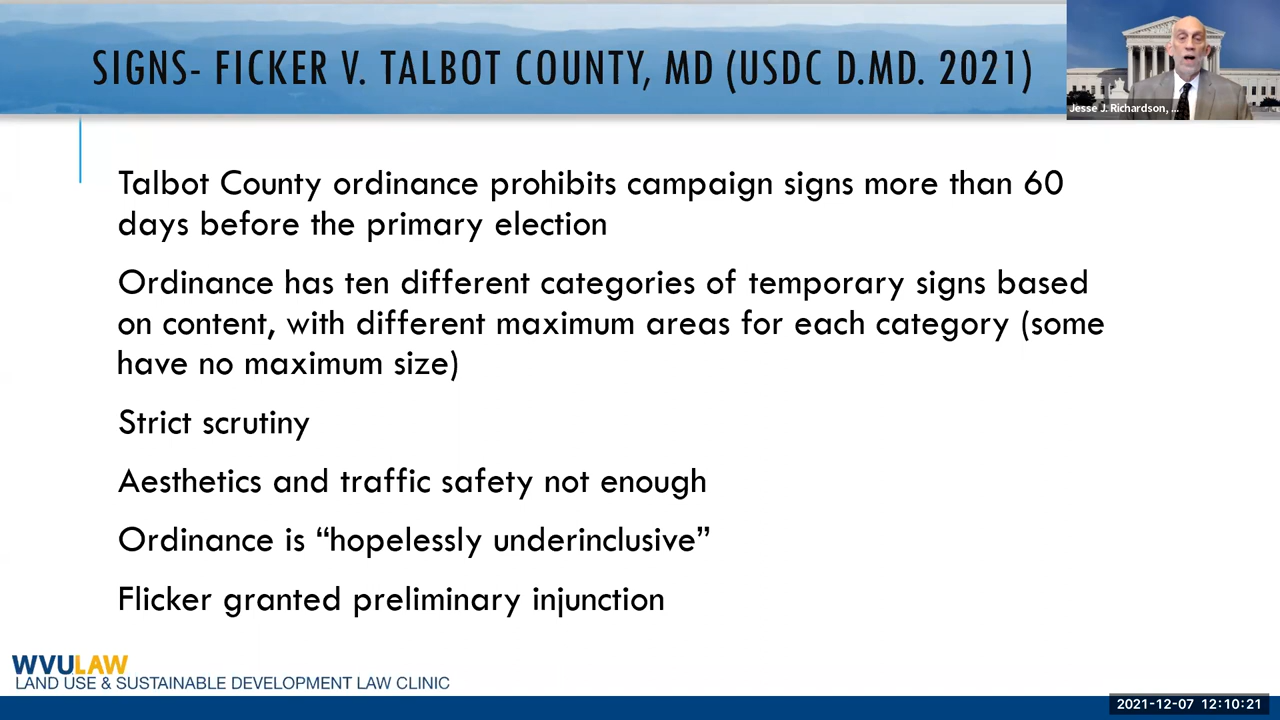 SIGNS- FICKER V. TALBOT COUNTY, MD (USDC D.MD. 2021)
Jesse J. Richardson, ...
Talbot County ordinance prohibits campaign signs more than 60
days before the primary election
Ordinance has ten different categories of temporary signs based
on content, with different maximum areas for each category (some
have no maximum size)
Strict scrutiny
Aesthetics and traffic safety not enough
Ordinance is “hopelessly underinclusive”
Flicker granted preliminary injunction
WVULAW
LAND USE & SUSTAINABLE DEVELOPMENT LAW CLINIC
2021-12-07 12:10:21